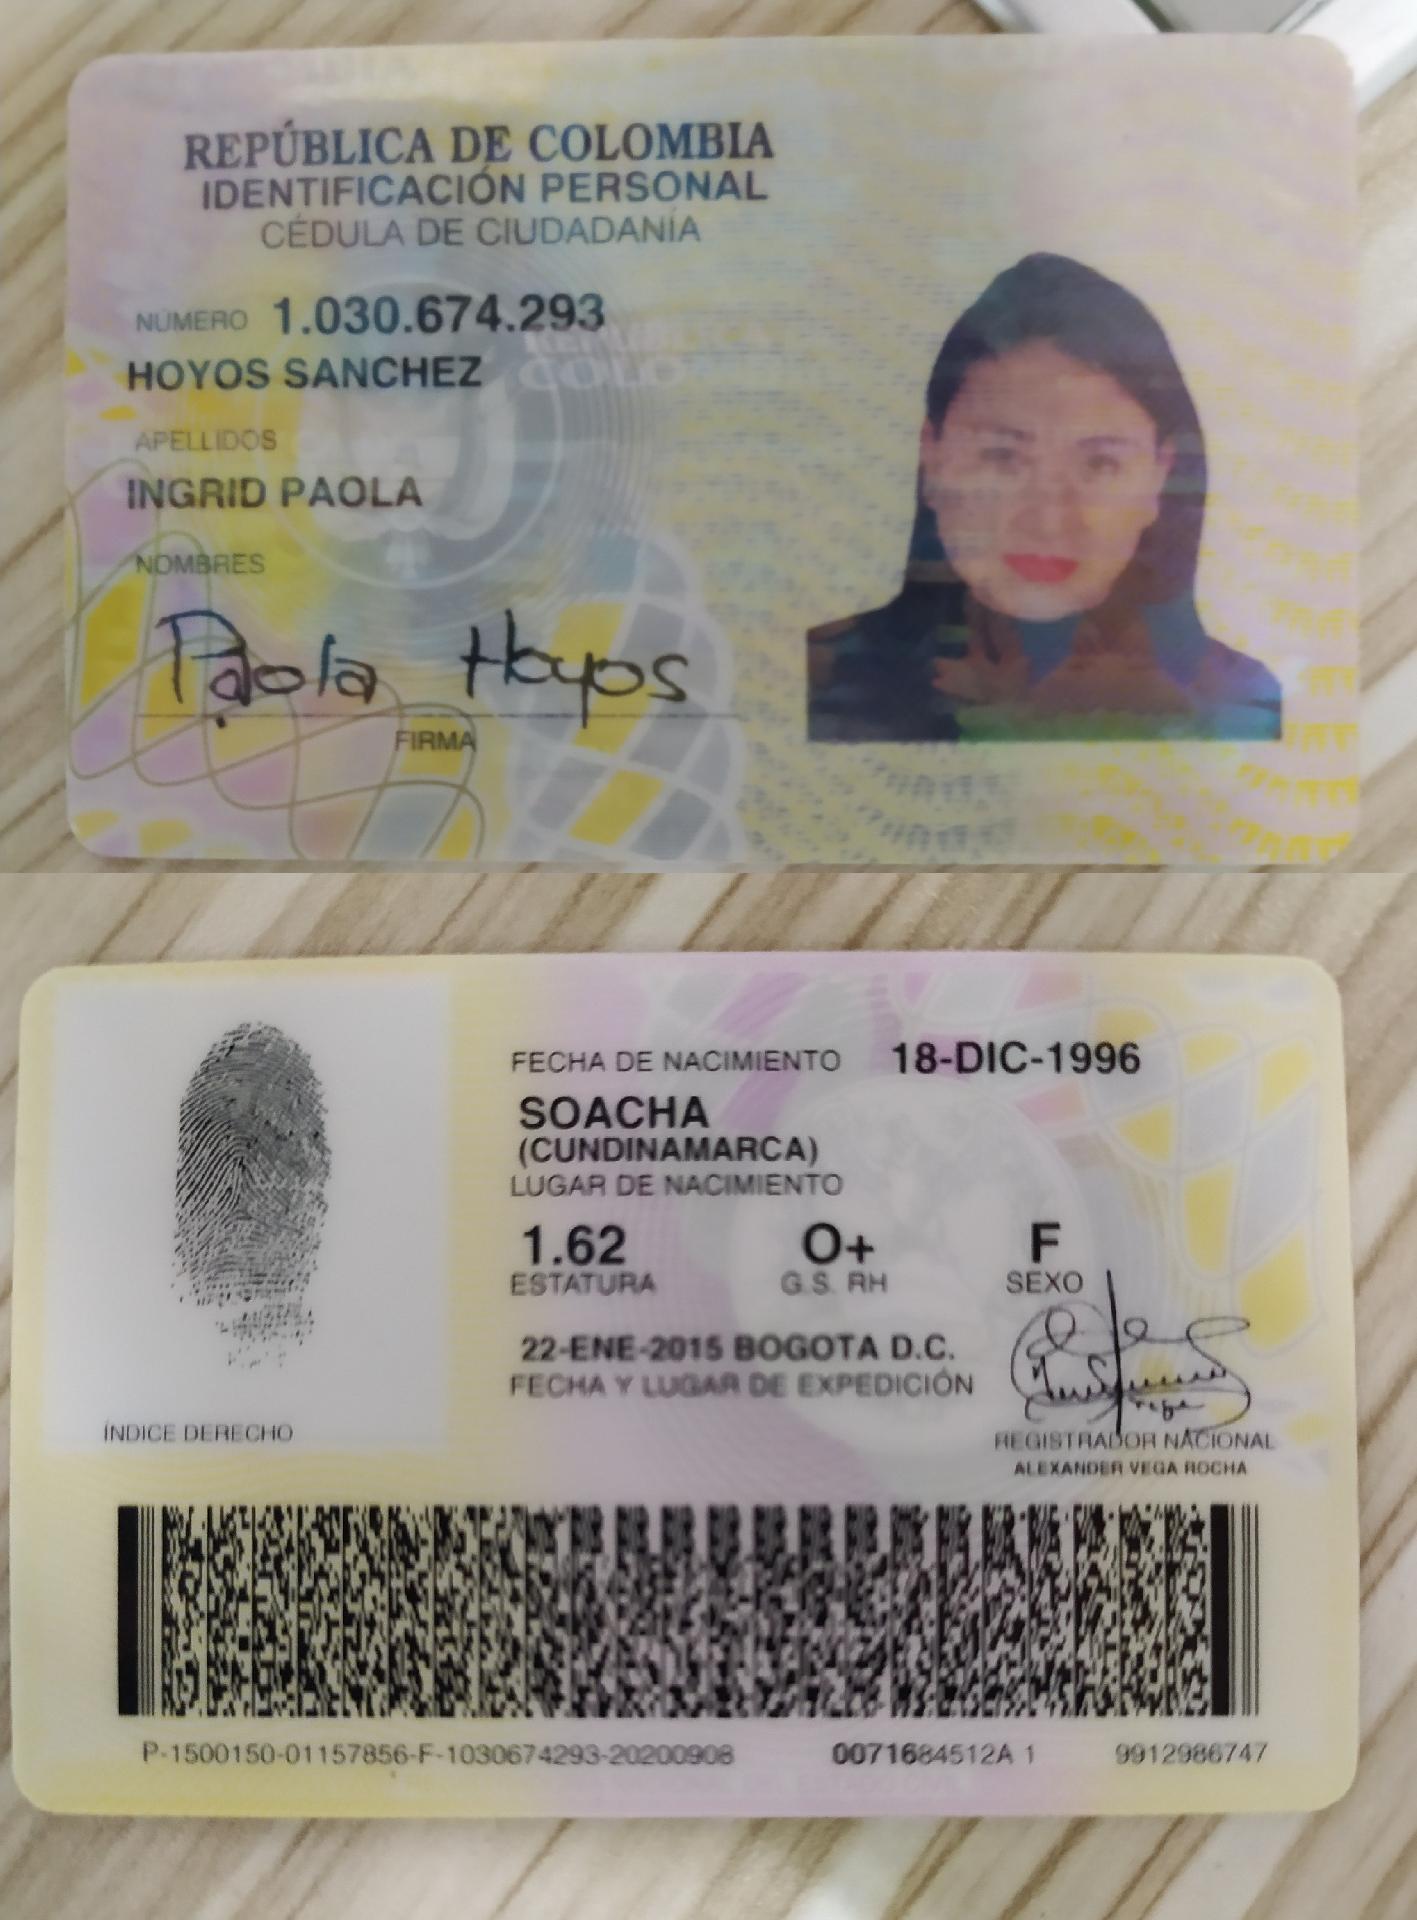 REPÚBLICA DE COLOMBIA
IDENTIFICACIÓN PERSONAL
CÉDULA DE CIUDADANÍA
NÚMERO 1.030.674.293
HOYOS SANCHEZ
APELLIDOS
INGRID PAOLA
NOMBRES
Paola Hoyos
FIRMA
FECHA DE NACIMIENTO 18-DIC-1996
SOACHA
(CUNDINAMARCA)
LUGAR DE NACIMIENTO
1.62 O+ F
ESTATURA G.S. RH SEXO
22-ENE-2015 BOGOTA D.C.
FECHA Y LUGAR DE EXPEDICIÓN
ÍNDICE DERECHO
REGISTRADOR NACIONAL
ALEXANDER VEGA ROCHA
P-1500150-01157856-F-1030674293-20200908 0071684512A 1 9912986747